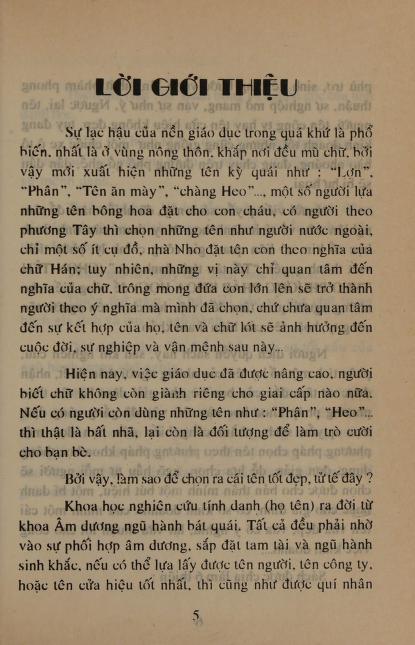 LỜI GIỚI THIỆU
Sự lạc hậu của nền giáo dục trong quá khứ là phổ
biến, nhất là ở vùng nông thôn, khắp nơi đều mù chữ, bởi
vậy mới xuất hiện những tên kỳ quái như : “Lợn”,
“Phân”, “Tên ăn mày”, “chàng Heo”..., một số người lựa
những tên bông hoa đặt cho con cháu, có người theo
phương Tây thì chọn những tên như người nước ngoài,
chỉ một số ít cụ đồ, nhà Nho đặt tên con theo nghĩa của
chữ Hán; tuy nhiên, những vị này chỉ quan tâm đến
nghĩa của chữ, trông mong đứa con lớn lên sẽ trở thành
người theo ý nghĩa mà mình đã chọn, chứ chưa quan tâm
đến sự kết hợp của họ, tên và chữ lót sẽ ảnh hưởng đến
cuộc đời, sự nghiệp và vận mệnh sau này...
Hiện nay, việc giáo dục đã được nâng cao, người
biết chữ không còn giành riêng cho giai cấp nào nữa.
Nếu có người còn dùng những tên như : “Phân”, “Heo”...
thì thật là bất nhã, lại còn là đối tượng để làm trò cười
cho bạn bè.
Bởi vậy, làm sao để chọn ra cái tên tốt đẹp, tử tế đây ?
Khoa học nghiên cứu tính danh (họ tên) ra đời từ
khoa Âm dương ngũ hành bát quái. Tất cả đều phải nhờ
vào sự phối hợp âm dương, sắp đặt tam tài và ngũ hành
sinh khắc, nếu có thể lựa lấy được tên người, tên công ty,
hoặc tên cửa hiệu tốt nhất, thì cũng như được quí nhân
5